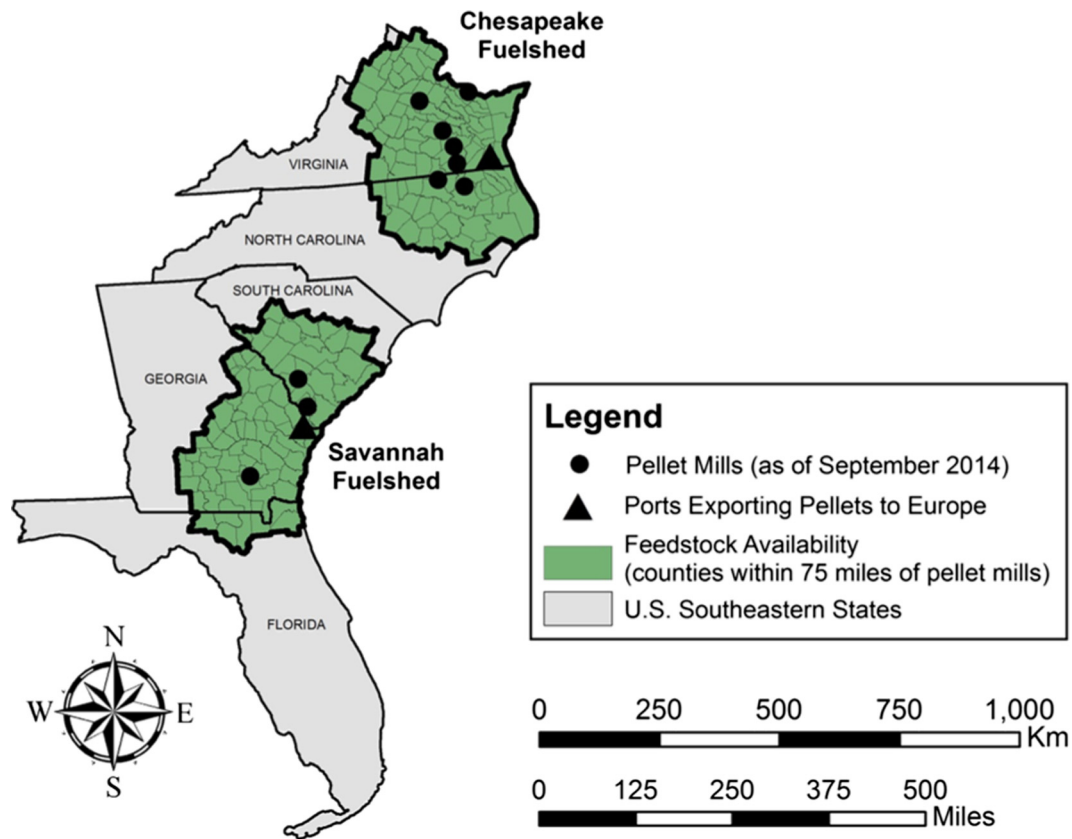 Chesapeake
Fuelshed
VIRGINIA
NORTH CAROLINA
SOUTH CAROLINA
GEORGIA
Savannah
Fuelshed
FLORIDA
N
W
E
S
Legend
Pellet Mills (as of September 2014)
Ports Exporting Pellets to Europe
Feedstock Availability
(counties within 75 miles of pellet mills)
U.S. Southeastern States
0 250 500 750 1,000
Km
0 125 250 375 500
Miles